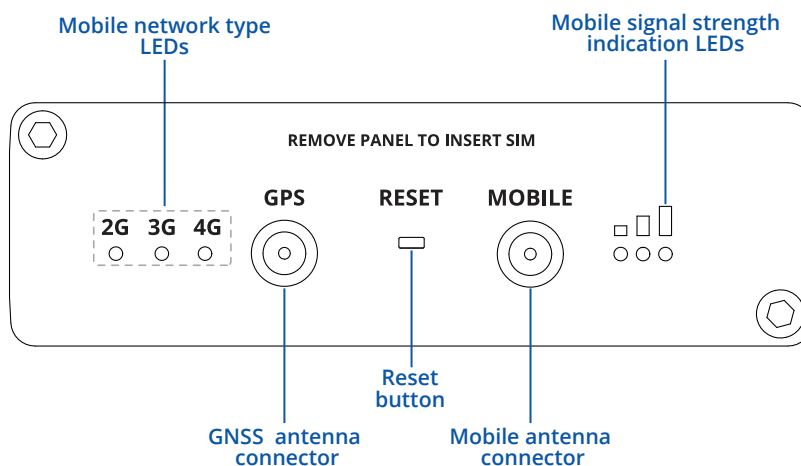 Mobile network type
LEDs
Mobile signal strength
indication LEDs
REMOVE PANEL TO INSERT SIM
GPS
RESET
MOBILE
2G 3G 4G
Reset
button
GNSS antenna
connector
Mobile antenna
connector